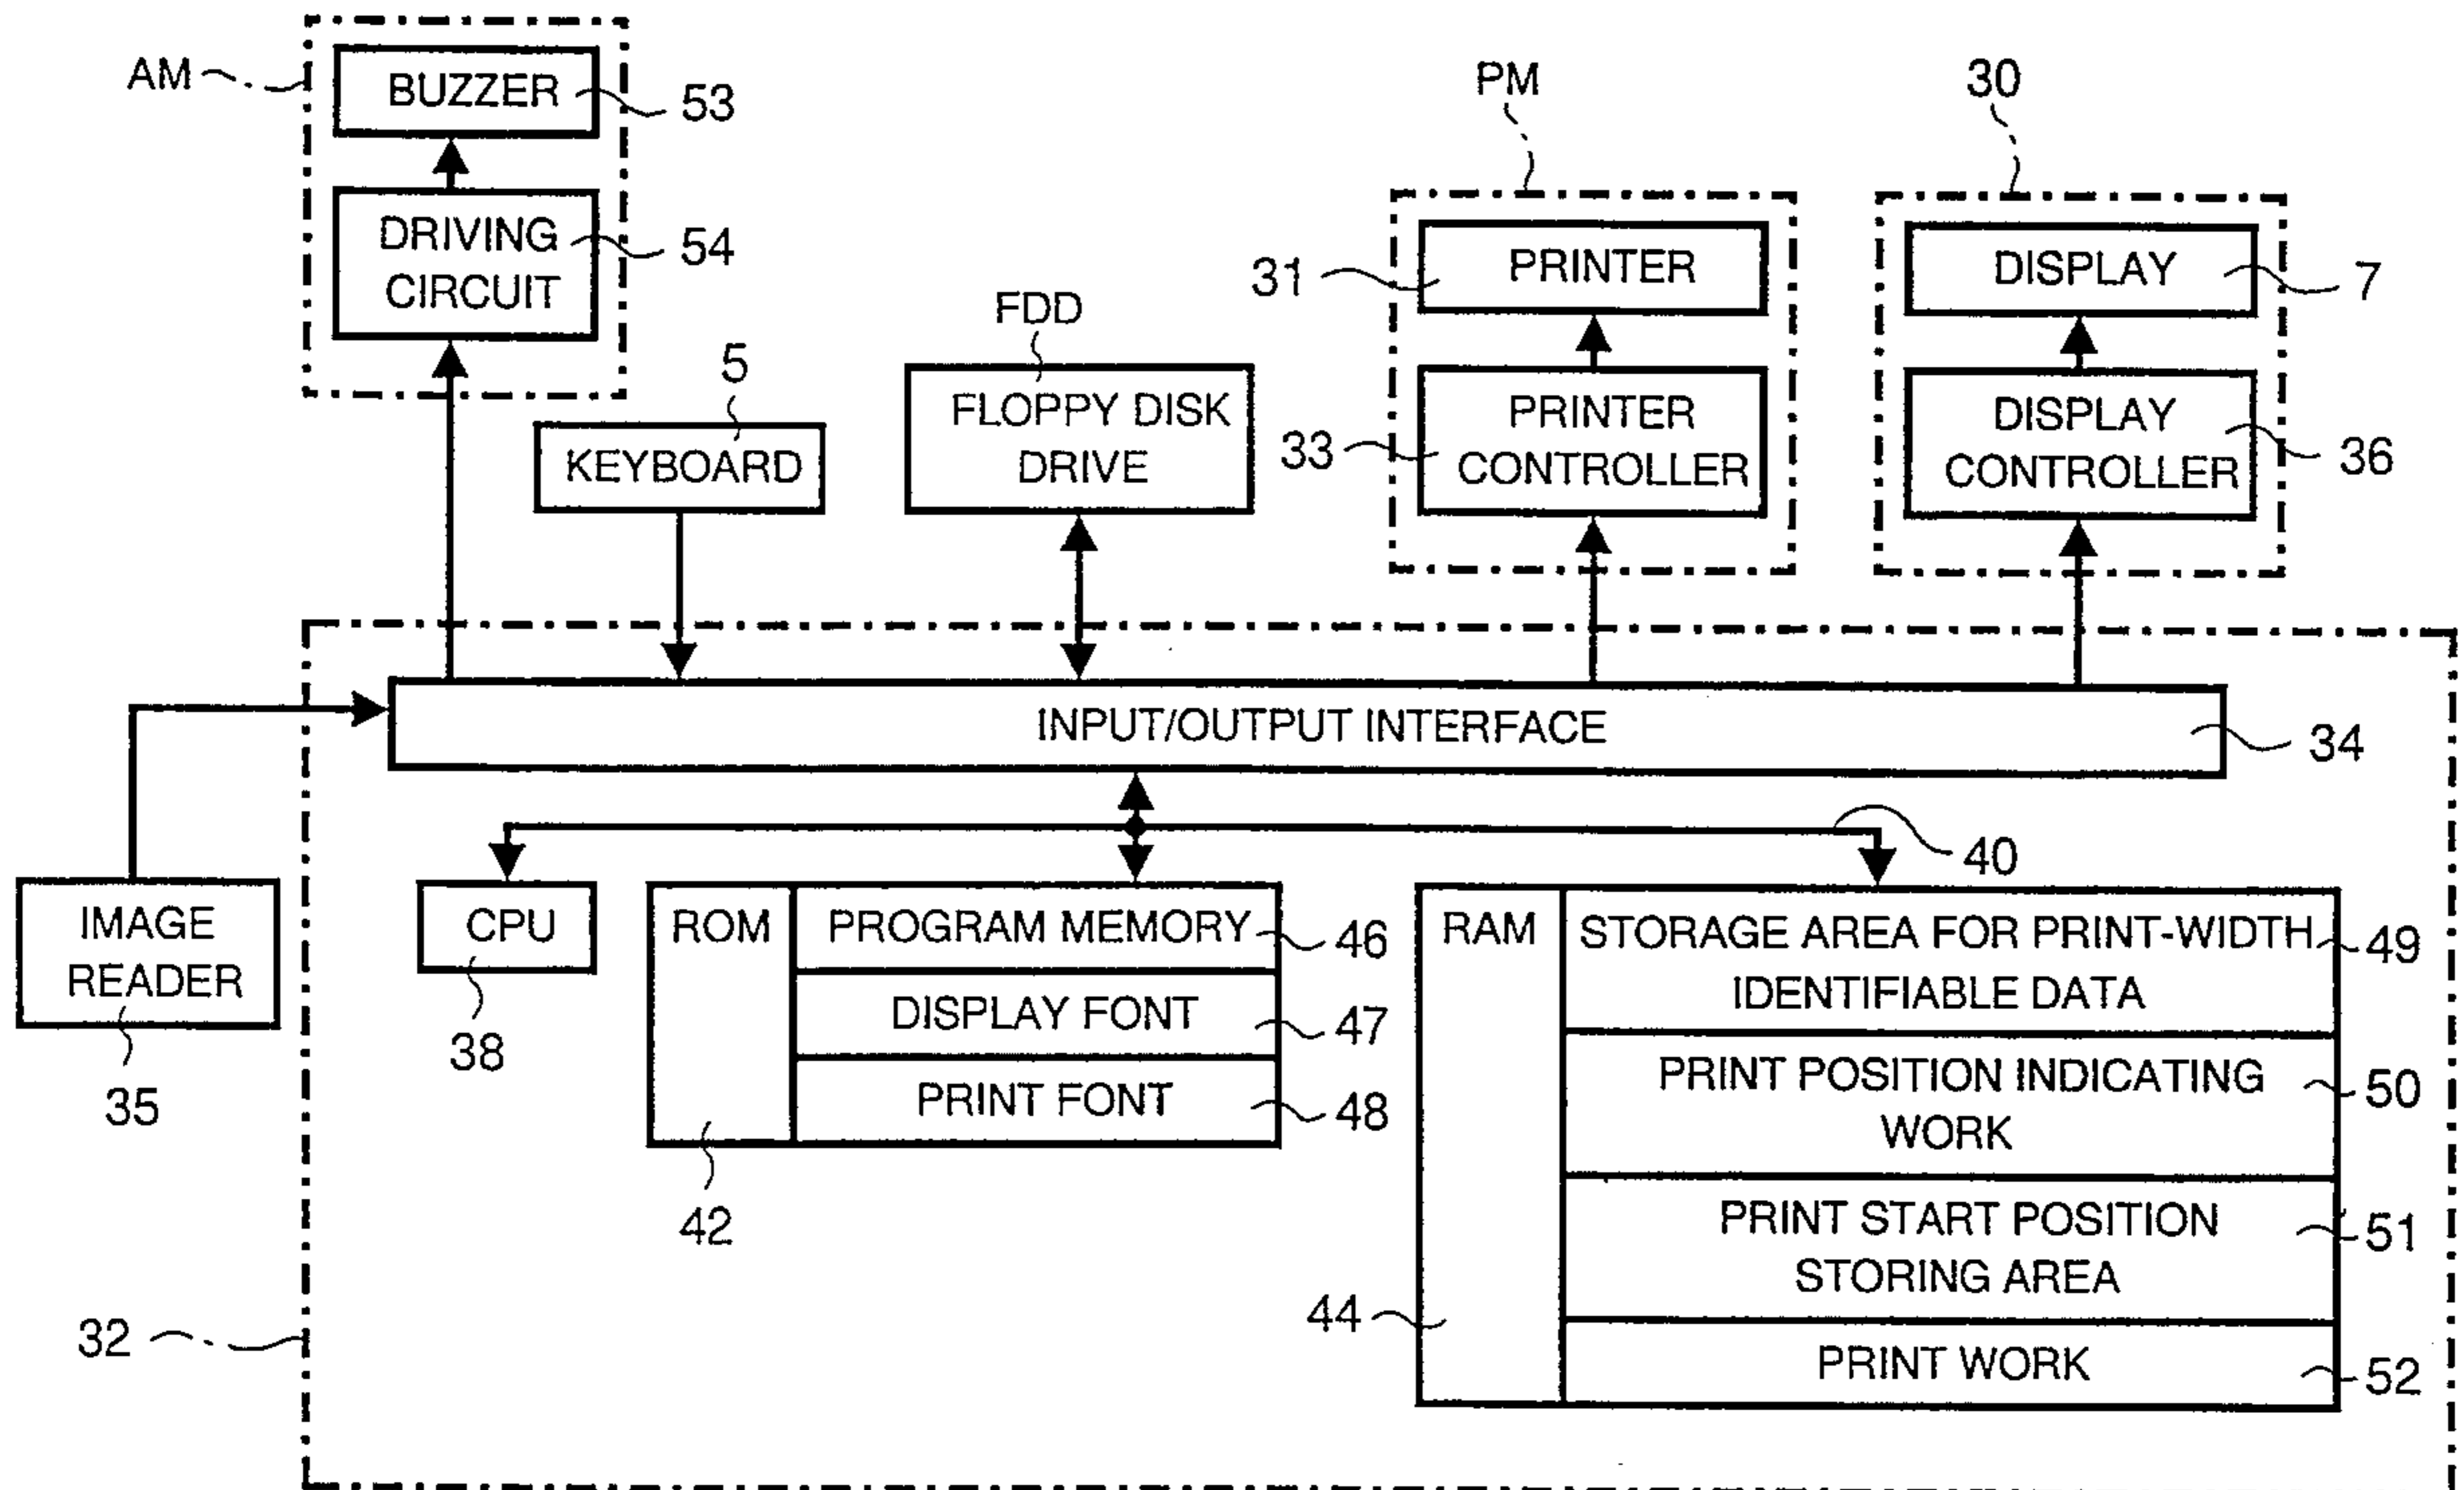 AM
BUZZER
53
DRIVING
CIRCUIT
54
PM
30
PRINTER
31
DISPLAY
7
FDD
FLOPPY DISK
DRIVE
5
KEYBOARD
PRINTER
CONTROLLER
33
DISPLAY
CONTROLLER
36
INPUT/OUTPUT INTERFACE
34
40
IMAGE
READER
35
CPU
38
ROM
42
PROGRAM MEMORY
46
DISPLAY FONT
47
PRINT FONT
48
RAM
44
STORAGE AREA FOR PRINT-WIDTH
IDENTIFIABLE DATA
49
PRINT POSITION INDICATING
WORK
50
PRINT START POSITION
STORING AREA
51
PRINT WORK
52
32